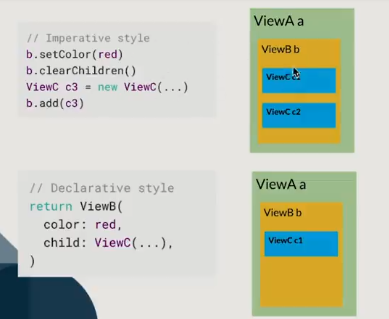 // Imperative style
b.setColor(red)
b.clearChildren()
ViewC c3 = new ViewC(...)
b.add(c3)
ViewA a
ViewB b
ViewC
ViewC c2
// Declarative style
return ViewB(
color: red,
child: ViewC(...),
)
ViewA a
ViewB b
ViewC c1